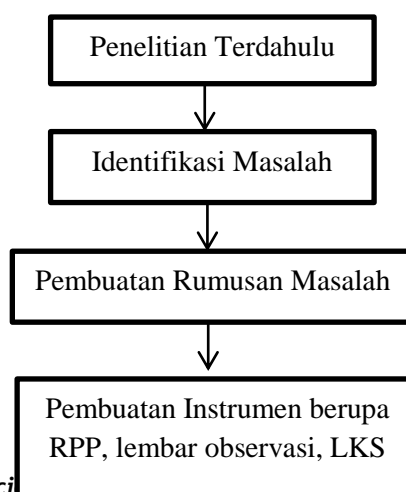 Penelitian Terdahulu
Identifikasi Masalah
Pembuatan Rumusan Masalah
Pembuatan Instrumen berupa
RPP, lembar observasi, LKS